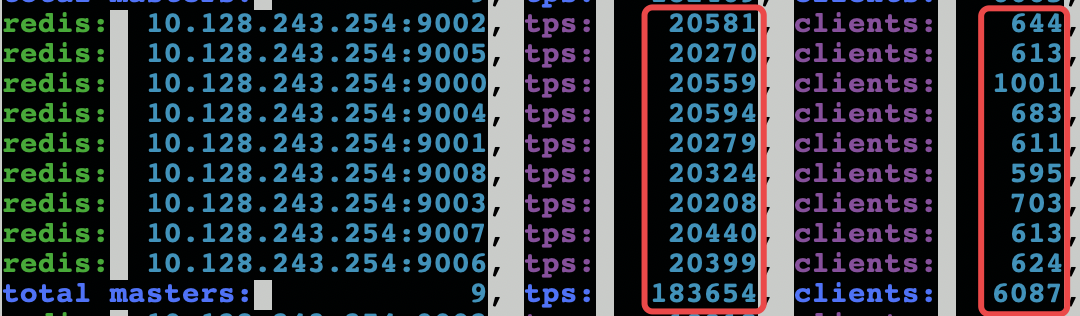 redis: 10.128.243.254:9002, tps: 20581, clients: 644,
redis: 10.128.243.254:9005, tps: 20270, clients: 613,
redis: 10.128.243.254:9000, tps: 20559, clients: 1001,
redis: 10.128.243.254:9004, tps: 20594, clients: 683,
redis: 10.128.243.254:9001, tps: 20279, clients: 611,
redis: 10.128.243.254:9008, tps: 20324, clients: 595,
redis: 10.128.243.254:9003, tps: 20208, clients: 703,
redis: 10.128.243.254:9007, tps: 20440, clients: 613,
redis: 10.128.243.254:9006, tps: 20399, clients: 624,
total masters: 9, tps: 183654, clients: 6087,